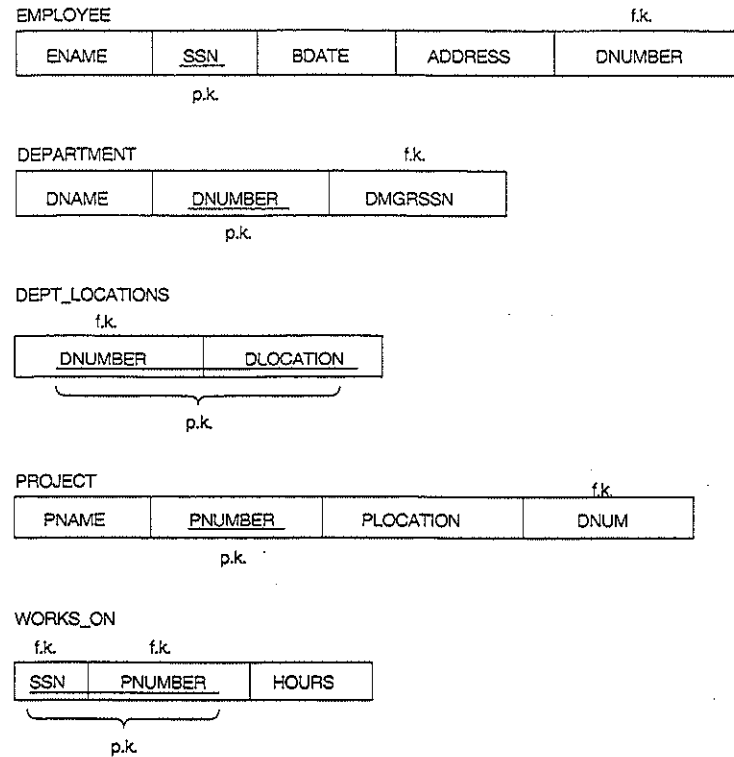 EMPLOYEE f.k.
ENAME SSN BDATE ADDRESS DNUMBER
p.k.
DEPARTMENT f.k.
DNAME DNUMBER DMGRSSN
p.k.
DEPT_LOCATIONS
f.k.
DNUMBER DLOCATION
p.k.
PROJECT f.k.
PNAME PNUMBER PLOCATION DNUM
p.k.
WORKS_ON
f.k. f.k.
SSN PNUMBER HOURS
p.k.